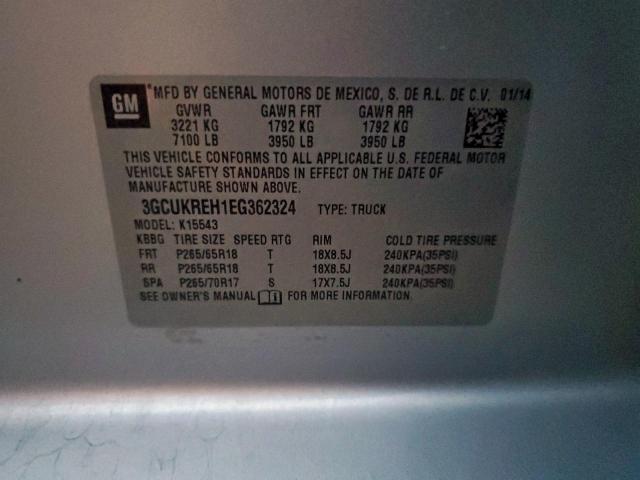 GM
*MFD BY GENERAL MOTORS DE MEXICO, S. DE R.L. DE C.V. 01/14
GVWR GAWR FRT GAWR RR
3221 KG 1792 KG 1792 KG
7100 LB 3950 LB 3950 LB
THIS VEHICLE CONFORMS TO ALL APPLICABLE U.S. FEDERAL MOTOR
VEHICLE SAFETY STANDARDS IN EFFECT ON THE DATE OF
MANUFACTURE SHOWN ABOVE.
3GCUKREH1EG362324 TYPE: TRUCK
MODEL: K15543
KBBG TIRE SIZE SPEED RTG RIM COLD TIRE PRESSURE
FRT P265/65R18 T 18X8.5J 240KPA(35PSI)
RR P265/65R18 T 18X8.5J 240KPA(35PSI)
SPA P265/70R17 S 17X7.5J 240KPA(35PSI)
SEE OWNER'S MANUAL FOR MORE INFORMATION.